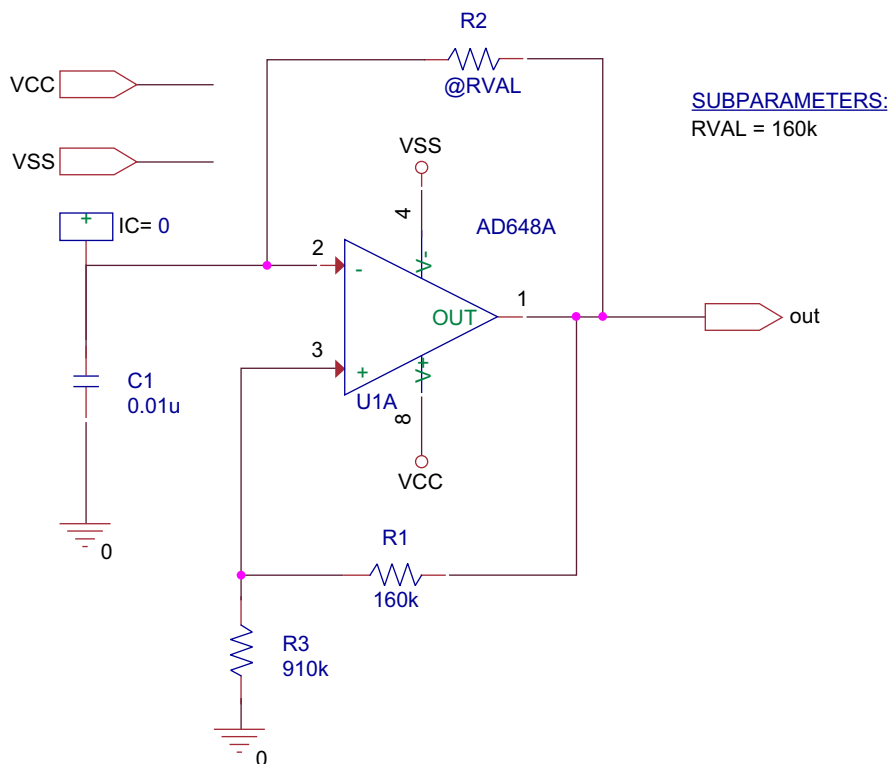 R2
@RVAL
VCC
SUBPARAMETERS:
RVAL = 160k
VSS
VSS
IC= 0
+
4
AD648A
2
-
V-
1
OUT
out
3
+
V+
C1
0.01u
U1A
8
VCC
0
R1
160k
R3
910k
0